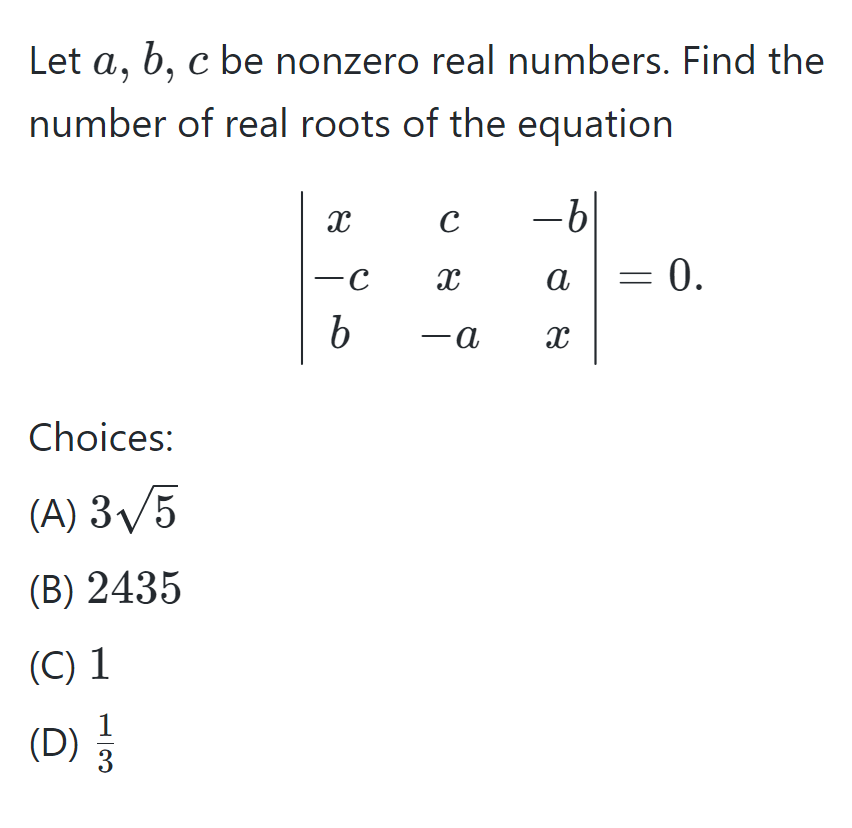 Let $a$, $b$, $c$ be nonzero real numbers. Find the
number of real roots of the equation
$$\begin{vmatrix} x & c & -b \\ -c & x & a \\ b & -a & x \end{vmatrix} = 0.$$
Choices:
(A) $3\sqrt{5}$
(B) $2435$
(C) $1$
(D) $\frac{1}{3}$